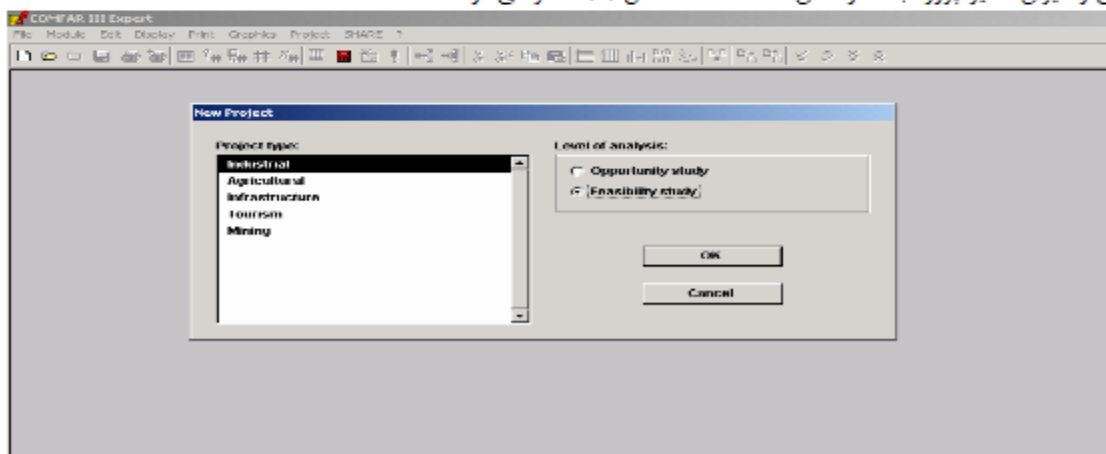 COMFAR III Expert
File Module Edit Display Print Graphics Project SHARE ?
New Project
Project type:
Level of analysis:
Industrial
Agricultural
Infrastructure
Tourism
Mining
Opportunity study
Feasibility study
OK
Cancel